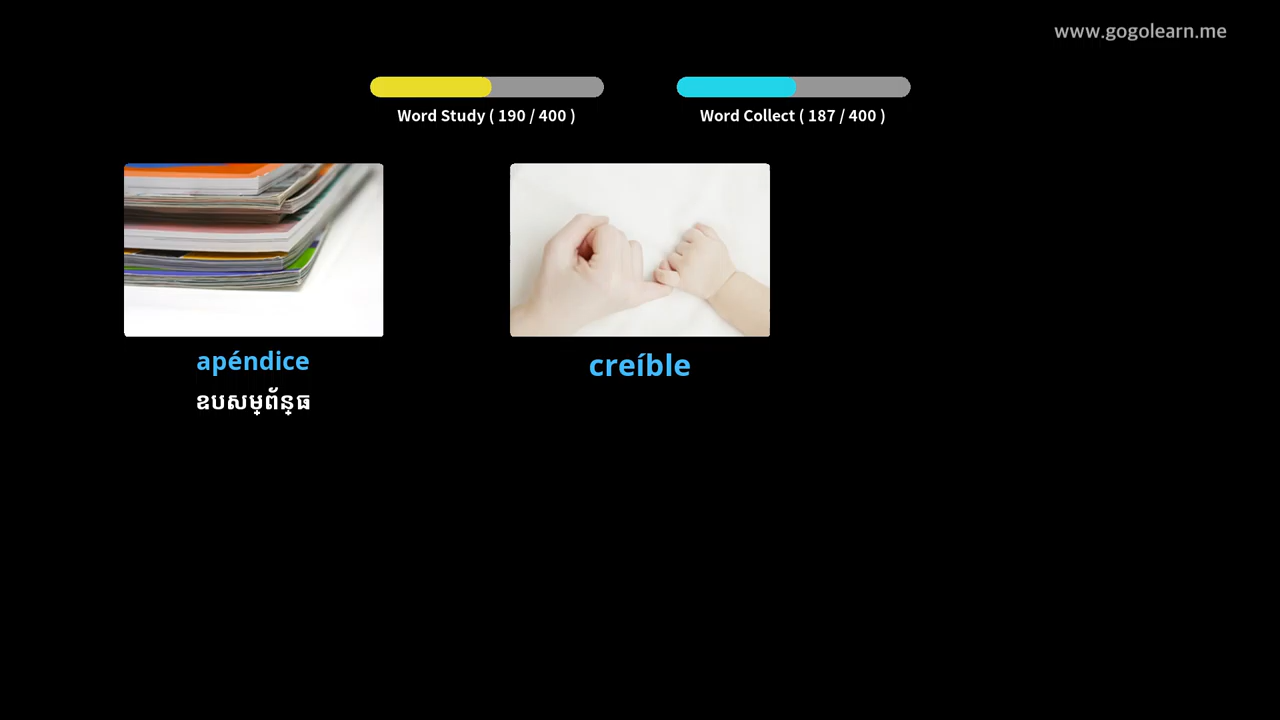 www.gogolearn.me
Word Study ( 190 / 400 )
Word Collect ( 187 / 400 )
apéndice
ឧបសម្ព័ន្ធ
creíble